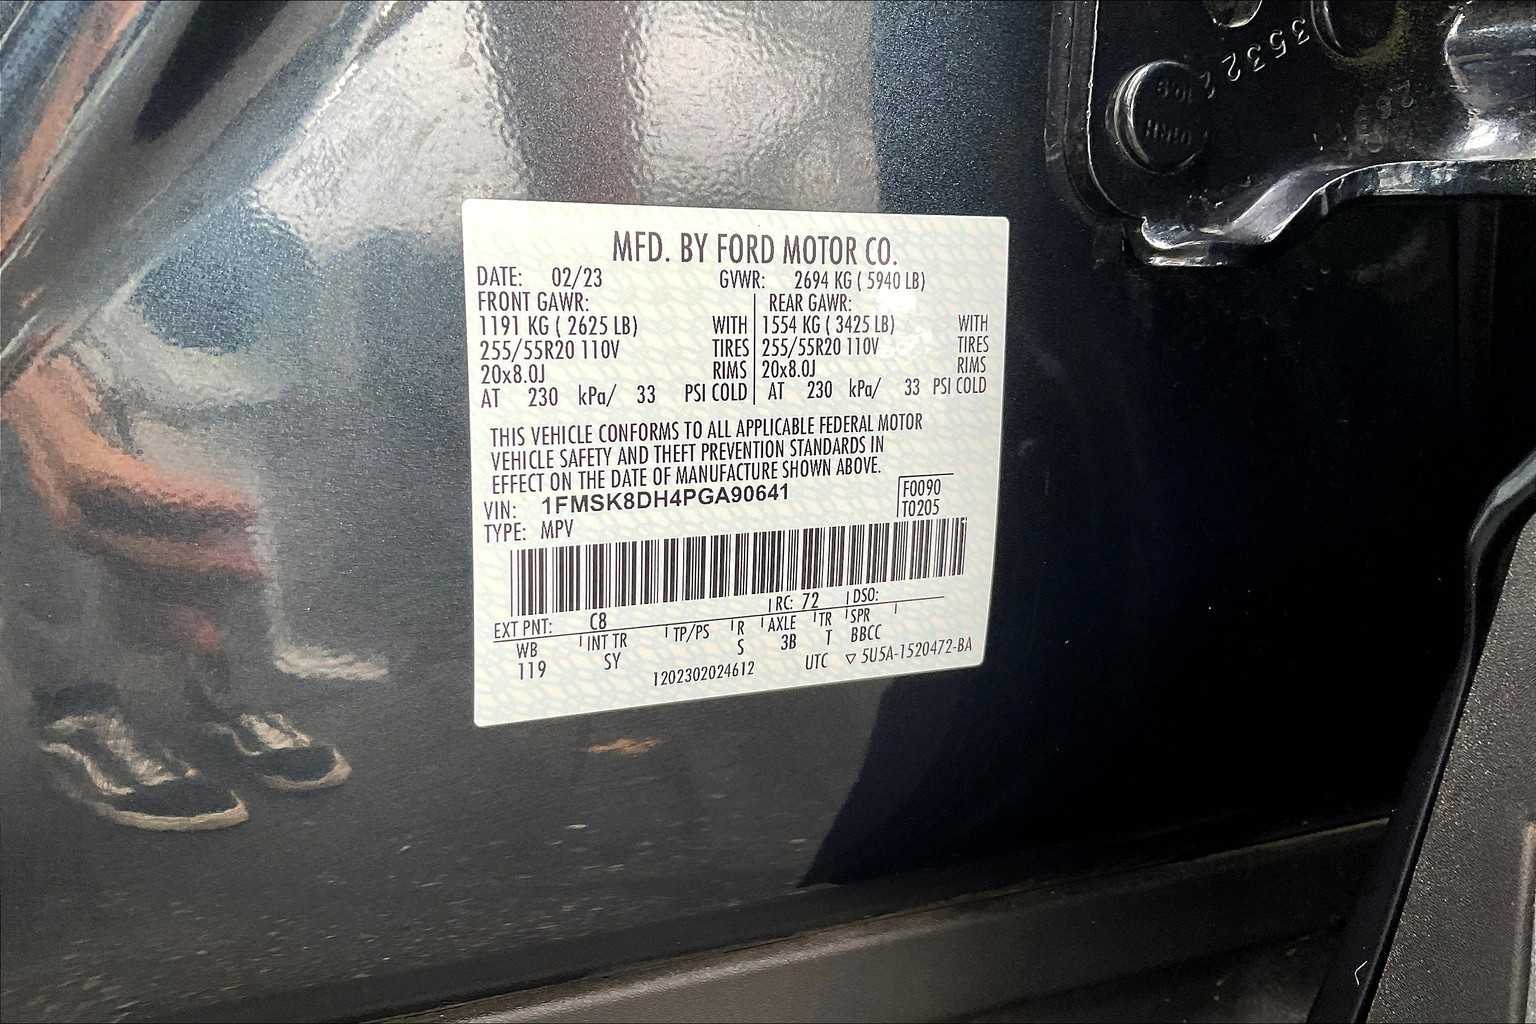 MFD. BY FORD MOTOR CO.
DATE: 02/23 GVWR: 2694 KG ( 5940 LB)
FRONT GAWR: REAR GAWR:
1191 KG ( 2625 LB) WITH 1554 KG ( 3425 LB) WITH
255/55R20 110V TIRES 255/55R20 110V TIRES
20x8.0J RIMS 20x8.0J RIMS
AT 230 kPa/ 33 PSI COLD AT 230 kPa/ 33 PSI COLD
THIS VEHICLE CONFORMS TO ALL APPLICABLE FEDERAL MOTOR
VEHICLE SAFETY AND THEFT PREVENTION STANDARDS IN
EFFECT ON THE DATE OF MANUFACTURE SHOWN ABOVE.
VIN: 1FMSK8DH4PGA90641 F0090
TYPE: MPV T0205
EXT PNT: C8 RC: 72 DSO:
WB INT TR TP/PS R AXLE TR SPR
119 SY S 3B T BBCC
1202302024612 UTC ▽ 5U5A-1520472-BA